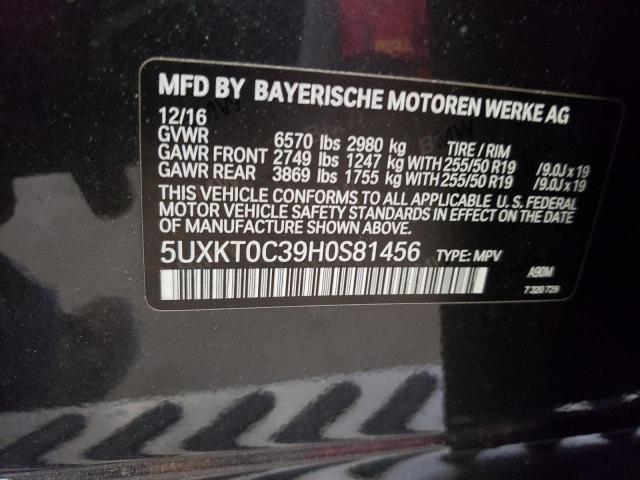 MFD BY BAYERISCHE MOTOREN WERKE AG
12/16
GVWR 6570 lbs 2980 kg TIRE / RIM
GAWR FRONT 2749 lbs 1247 kg WITH 255/50 R19 /9.0J x 19
GAWR REAR 3869 lbs 1755 kg WITH 255/50 R19 /9.0J x 19
THIS VEHICLE CONFORMS TO ALL APPLICABLE U. S. FEDERAL
MOTOR VEHICLE SAFETY STANDARDS IN EFFECT ON THE DATE
OF MANUFACTURE SHOWN ABOVE.
5UXKT0C39H0S81456 TYPE: MPV
A90M
7 320 729